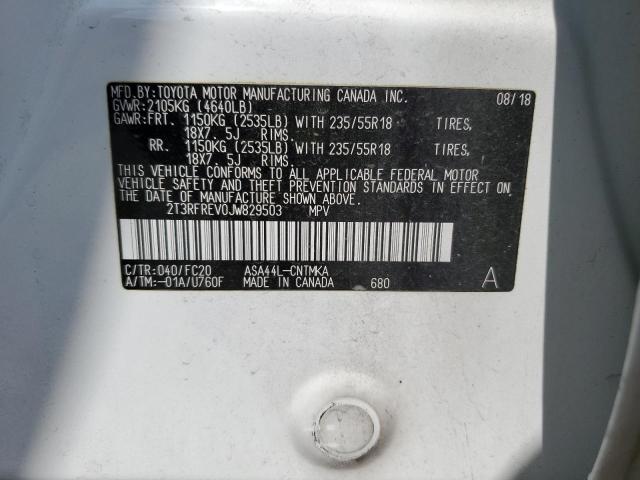 MFD. BY: TOYOTA MOTOR MANUFACTURING CANADA INC. 08/18
GVWR: 2105KG (4640LB)
GAWR: FRT. 1150KG (2535LB) WITH 235/55R18 TIRES,
18X7.5J RIMS.
RR. 1150KG (2535LB) WITH 235/55R18 TIRES,
18X7.5J RIMS.
THIS VEHICLE CONFORMS TO ALL APPLICABLE FEDERAL MOTOR
VEHICLE SAFETY AND THEFT PREVENTION STANDARDS IN EFFECT ON
THE DATE OF MANUFACTURE SHOWN ABOVE.
2T3RFREV0JW829503 MPV
C/TR: 040/FC20 ASA44L-CNTMKA
A/TM: -01A/U760F MADE IN CANADA 680 A